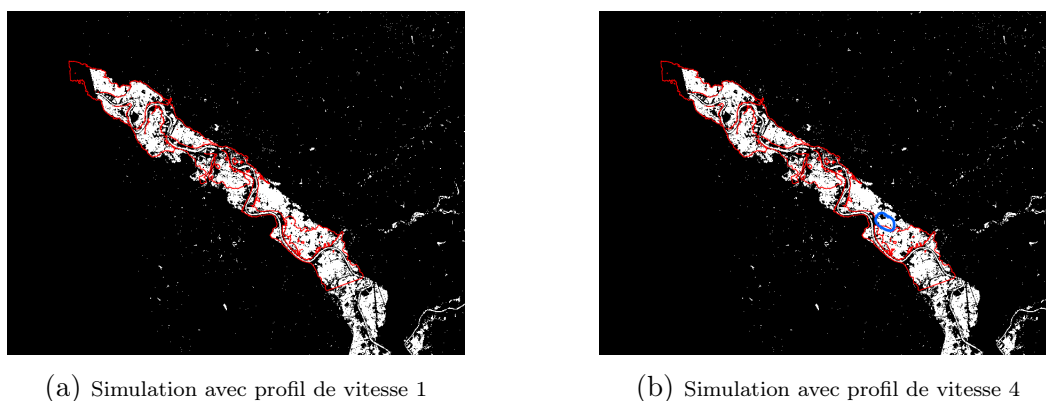 (a) Simulation avec profil de vitesse 1
(b) Simulation avec profil de vitesse 4